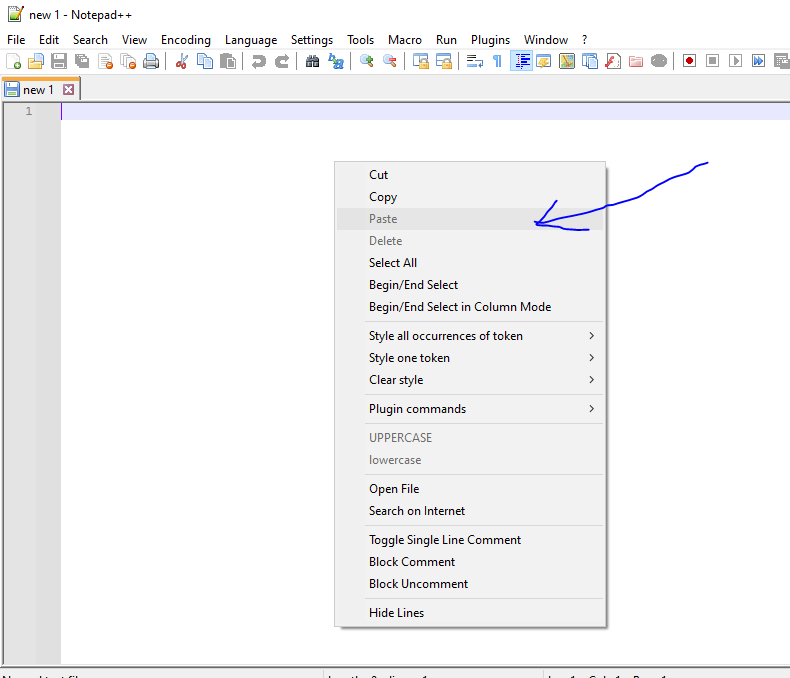 new 1 - Notepad++
File Edit Search View Encoding Language Settings Tools Macro Run Plugins Window ?
new 1
1
Cut
Copy
Paste
Delete
Select All
Begin/End Select
Begin/End Select in Column Mode
Style all occurrences of token
Style one token
Clear style
Plugin commands
UPPERCASE
lowercase
Open File
Search on Internet
Toggle Single Line Comment
Block Comment
Block Uncomment
Hide Lines